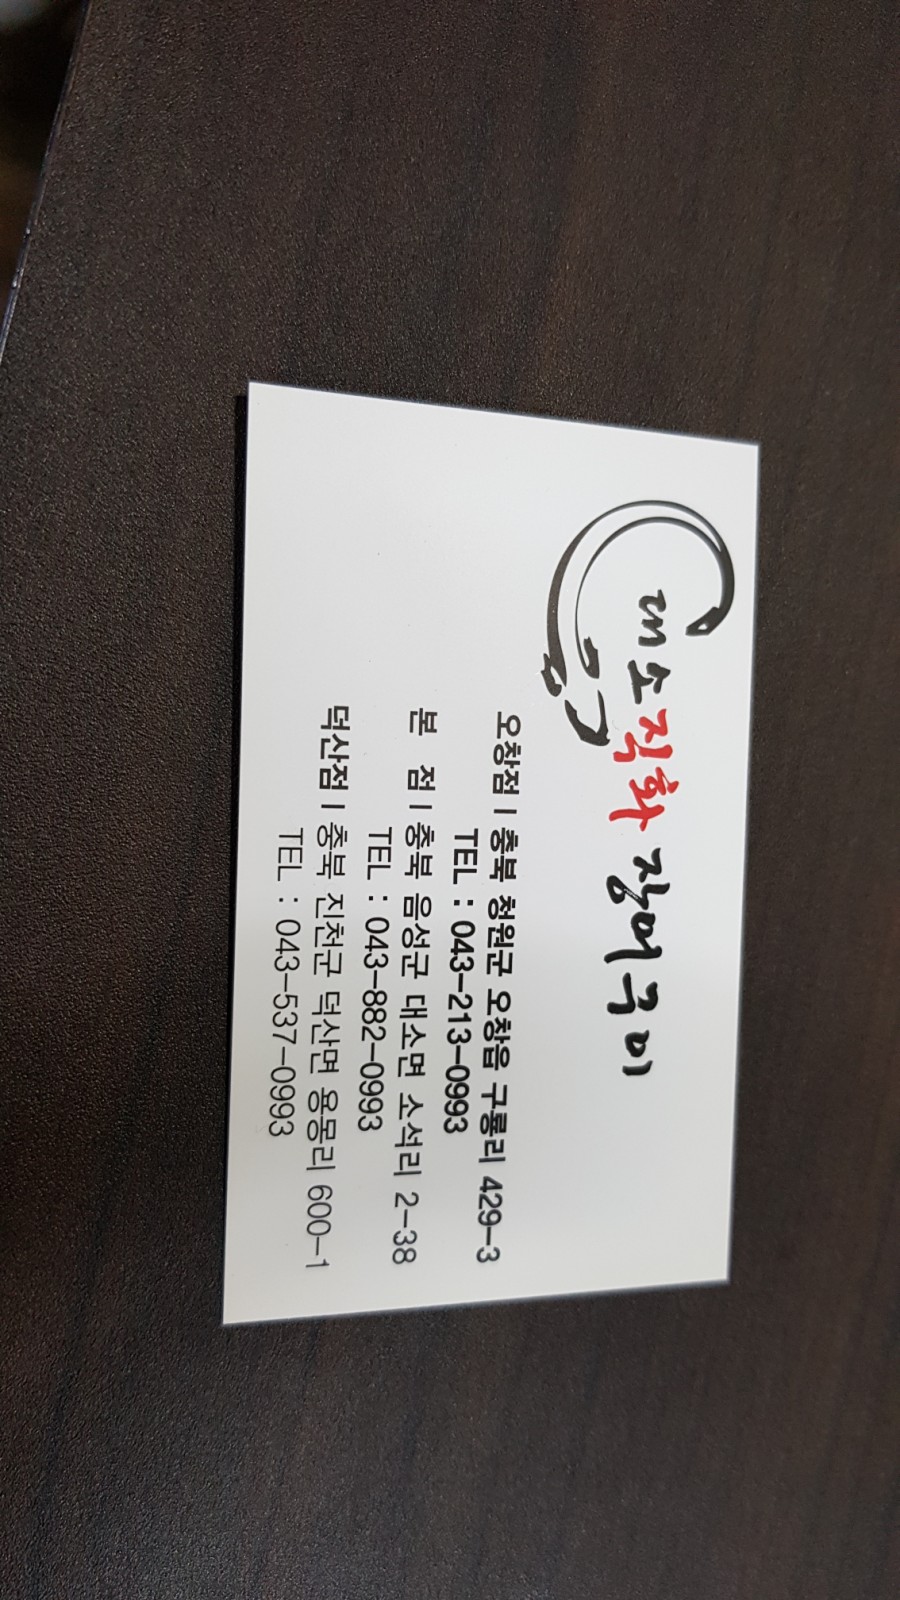 대소직화 장어구이
오창점 | 충북 청원군 오창읍 구룡리 429-3
TEL : 043-213-0993
본 점 | 충북 음성군 대소면 소석리 2-38
TEL : 043-882-0993
덕산점 | 충북 진천군 덕산면 용몽리 600-1
TEL : 043-537-0993